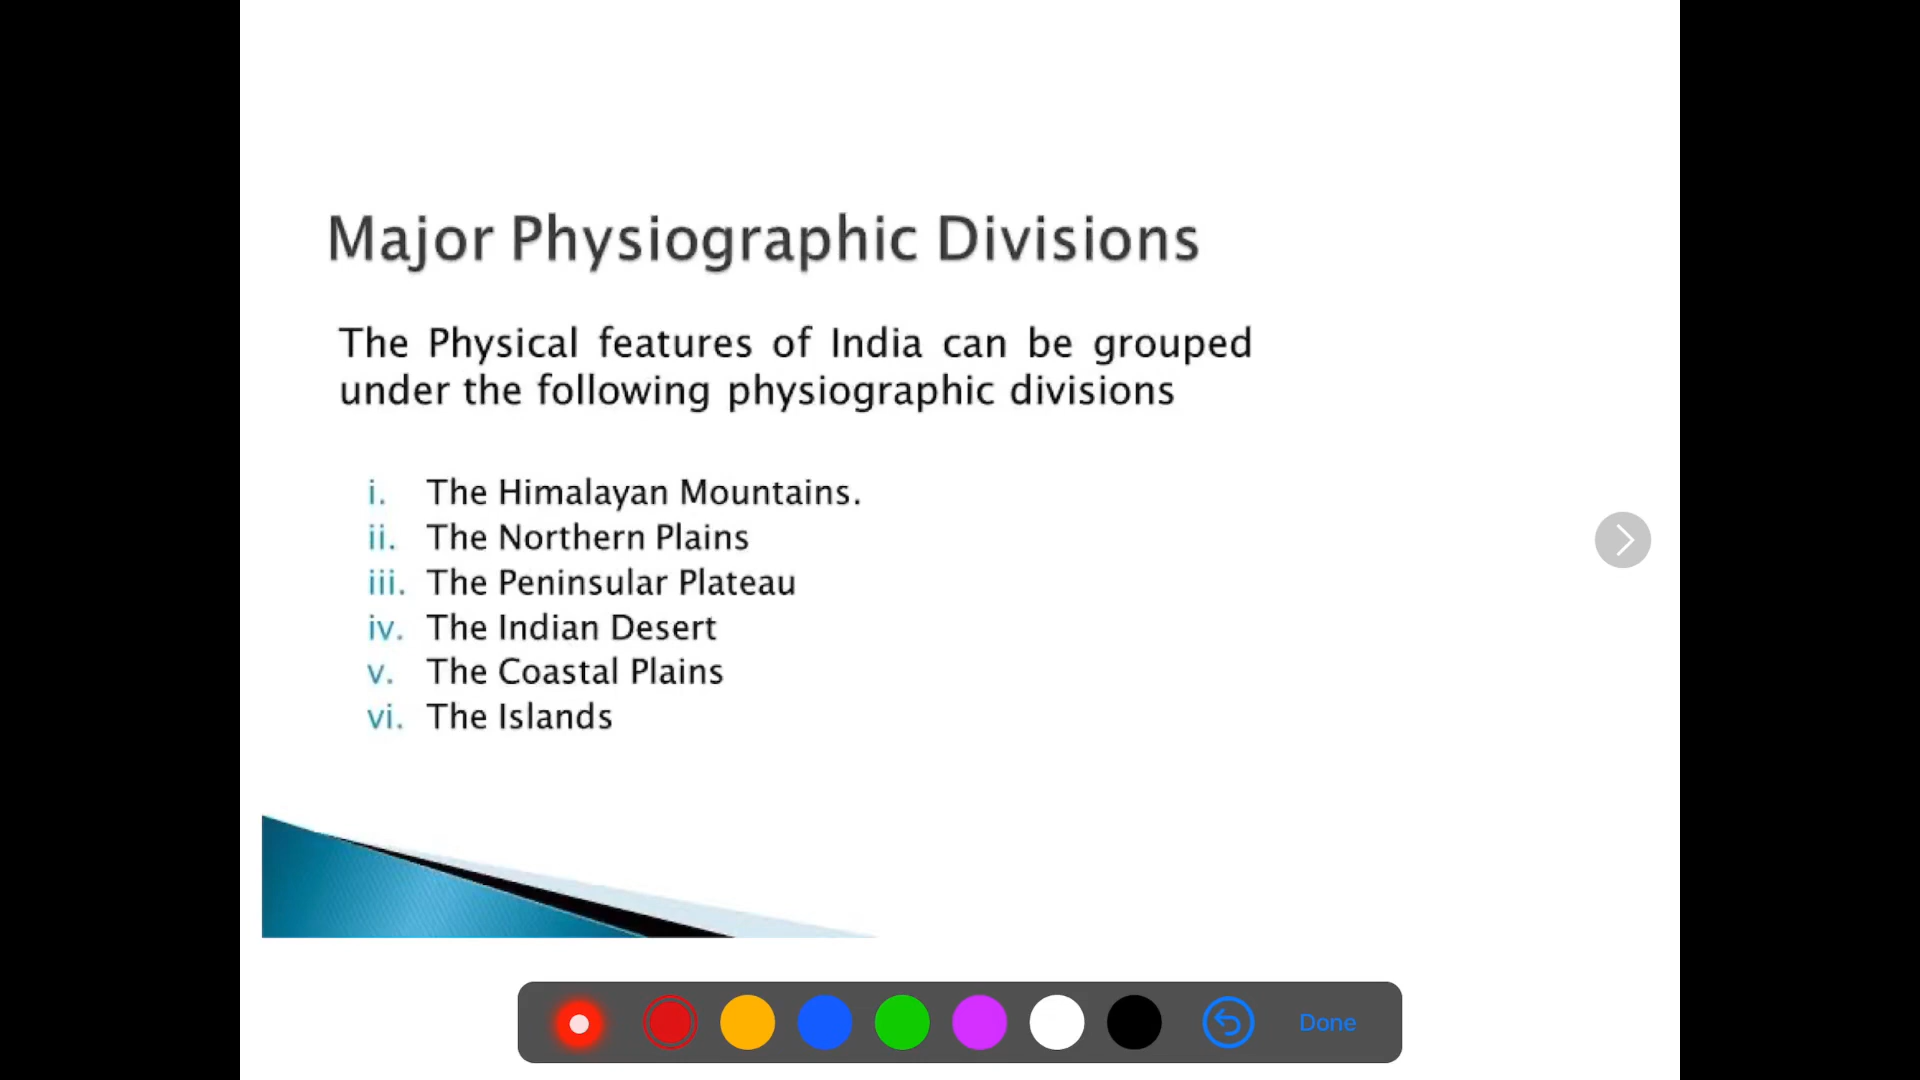 Major Physiographic Divisions
The Physical features of India can be grouped
under the following physiographic divisions
i. The Himalayan Mountains.
ii. The Northern Plains
iii. The Peninsular Plateau
iv. The Indian Desert
v. The Coastal Plains
vi. The Islands
Done